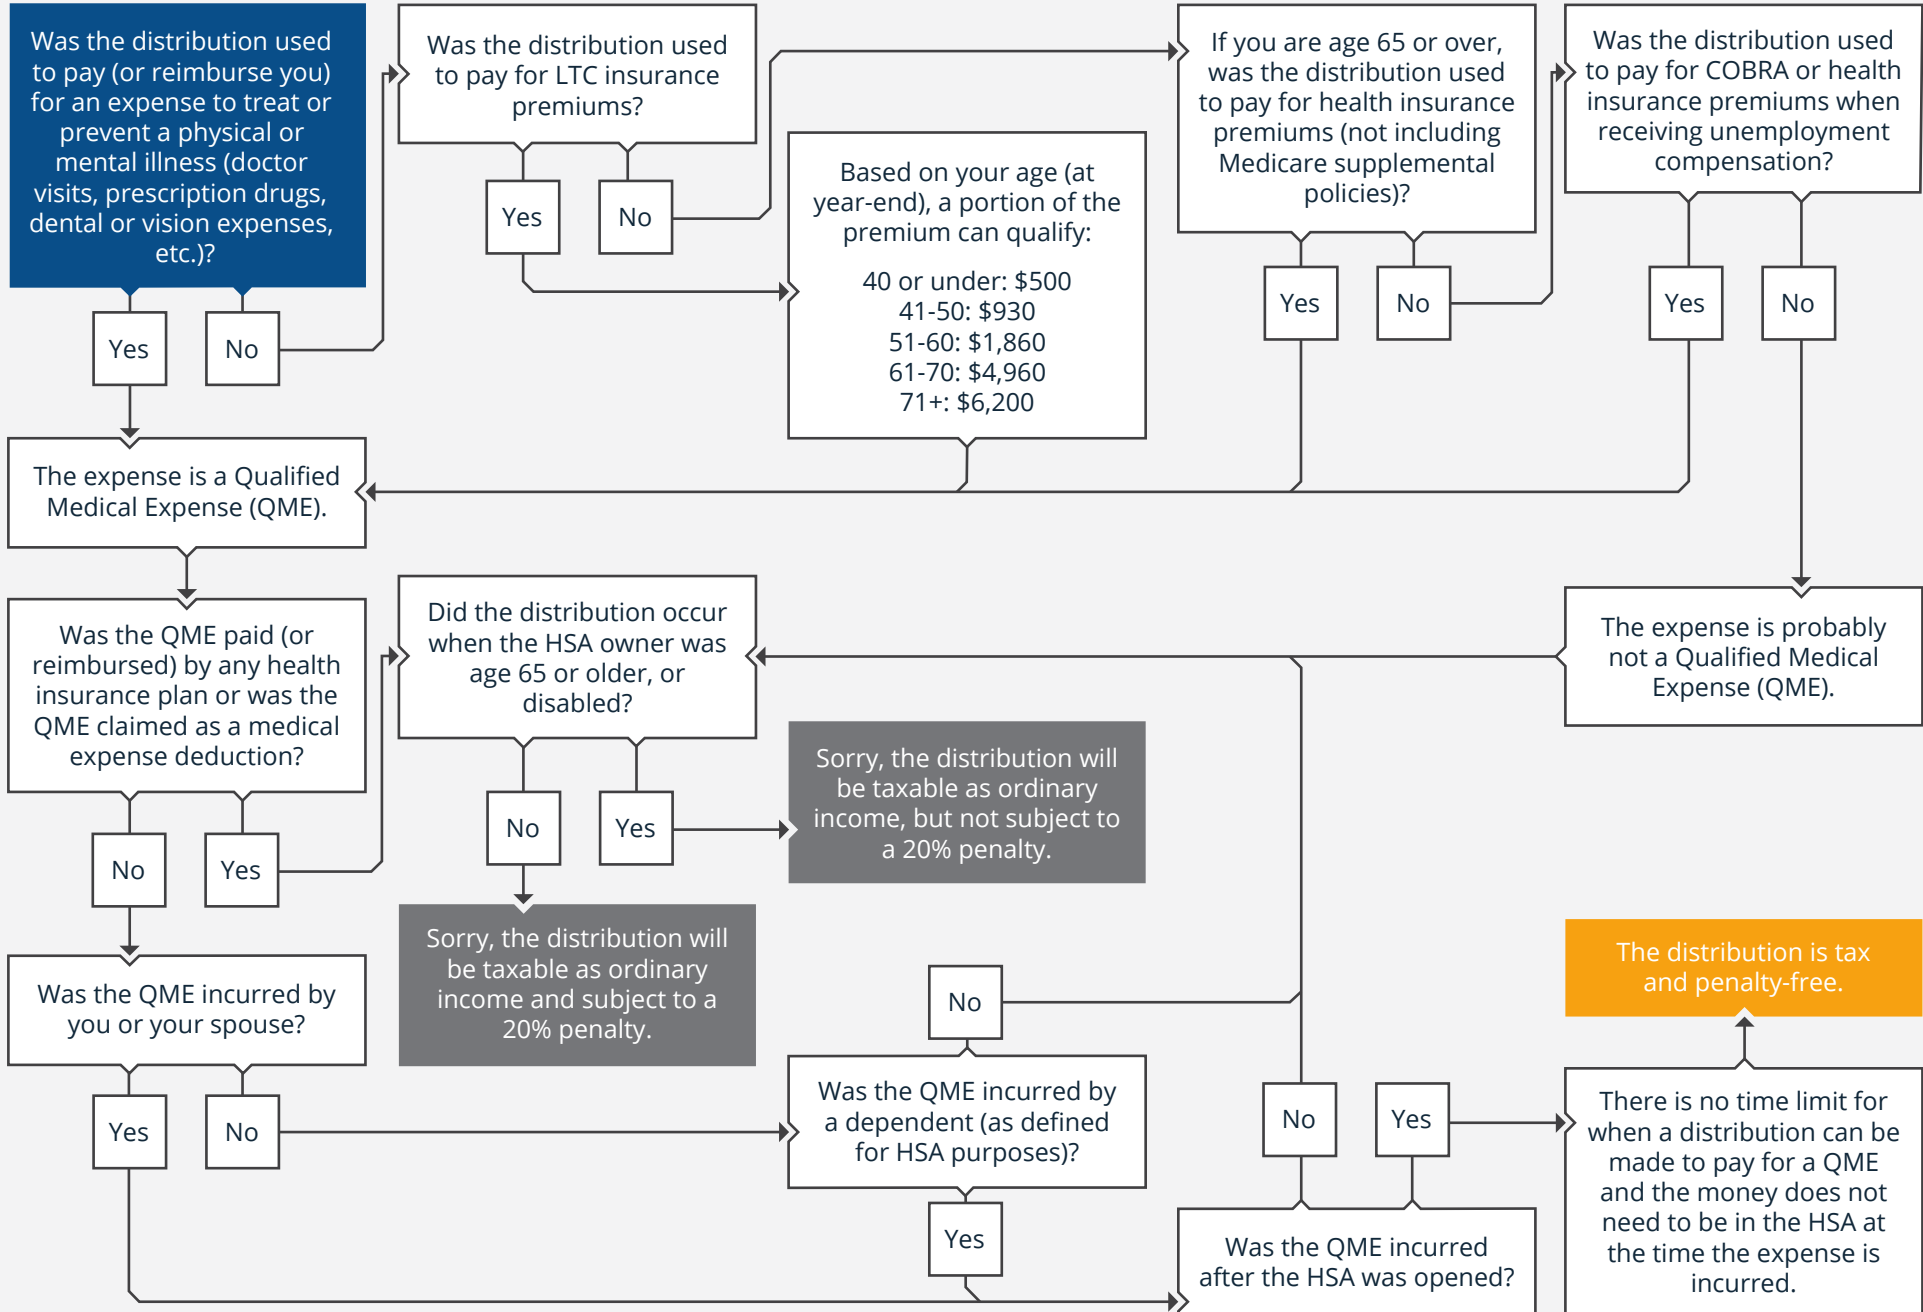 Was the distribution used
to pay (or reimburse you)
for an expense to treat or
prevent a physical or
mental illness (doctor
visits, prescription drugs,
dental or vision expenses,
etc.)?
Yes
No
Was the distribution used
to pay for LTC insurance
premiums?
Yes
No
Based on your age (at
year-end), a portion of the
premium can qualify:
40 or under: $500
41-50: $930
51-60: $1,860
61-70: $4,960
71+: $6,200
If you are age 65 or over,
was the distribution used
to pay for health insurance
premiums (not including
Medicare supplemental
policies)?
Yes
No
Was the distribution used
to pay for COBRA or health
insurance premiums when
receiving unemployment
compensation?
Yes
No
The expense is a Qualified
Medical Expense (QME).
The expense is probably
not a Qualified Medical
Expense (QME).
Was the QME paid (or
reimbursed) by any health
insurance plan or was the
QME claimed as a medical
expense deduction?
No
Yes
Did the distribution occur
when the HSA owner was
age 65 or older, or
disabled?
No
Yes
Sorry, the distribution will
be taxable as ordinary
income, but not subject to
a 20% penalty.
Sorry, the distribution will
be taxable as ordinary
income and subject to a
20% penalty.
Was the QME incurred by
you or your spouse?
Yes
No
No
Was the QME incurred by
a dependent (as defined
for HSA purposes)?
Yes
No
Yes
Was the QME incurred
after the HSA was opened?
The distribution is tax
and penalty-free.
There is no time limit for
when a distribution can be
made to pay for a QME
and the money does not
need to be in the HSA at
the time the expense is
incurred.